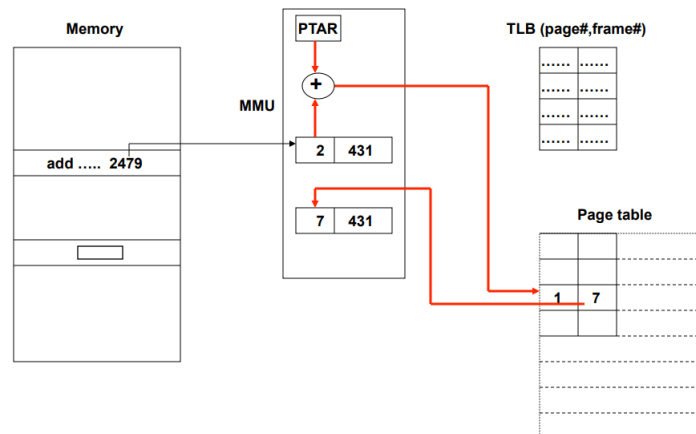 Memory
PTAR
TLB (page#,frame#)
...... ......
...... ......
...... ......
...... ......
+
MMU
add ..... 2479
2 431
7 431
Page table
1 7